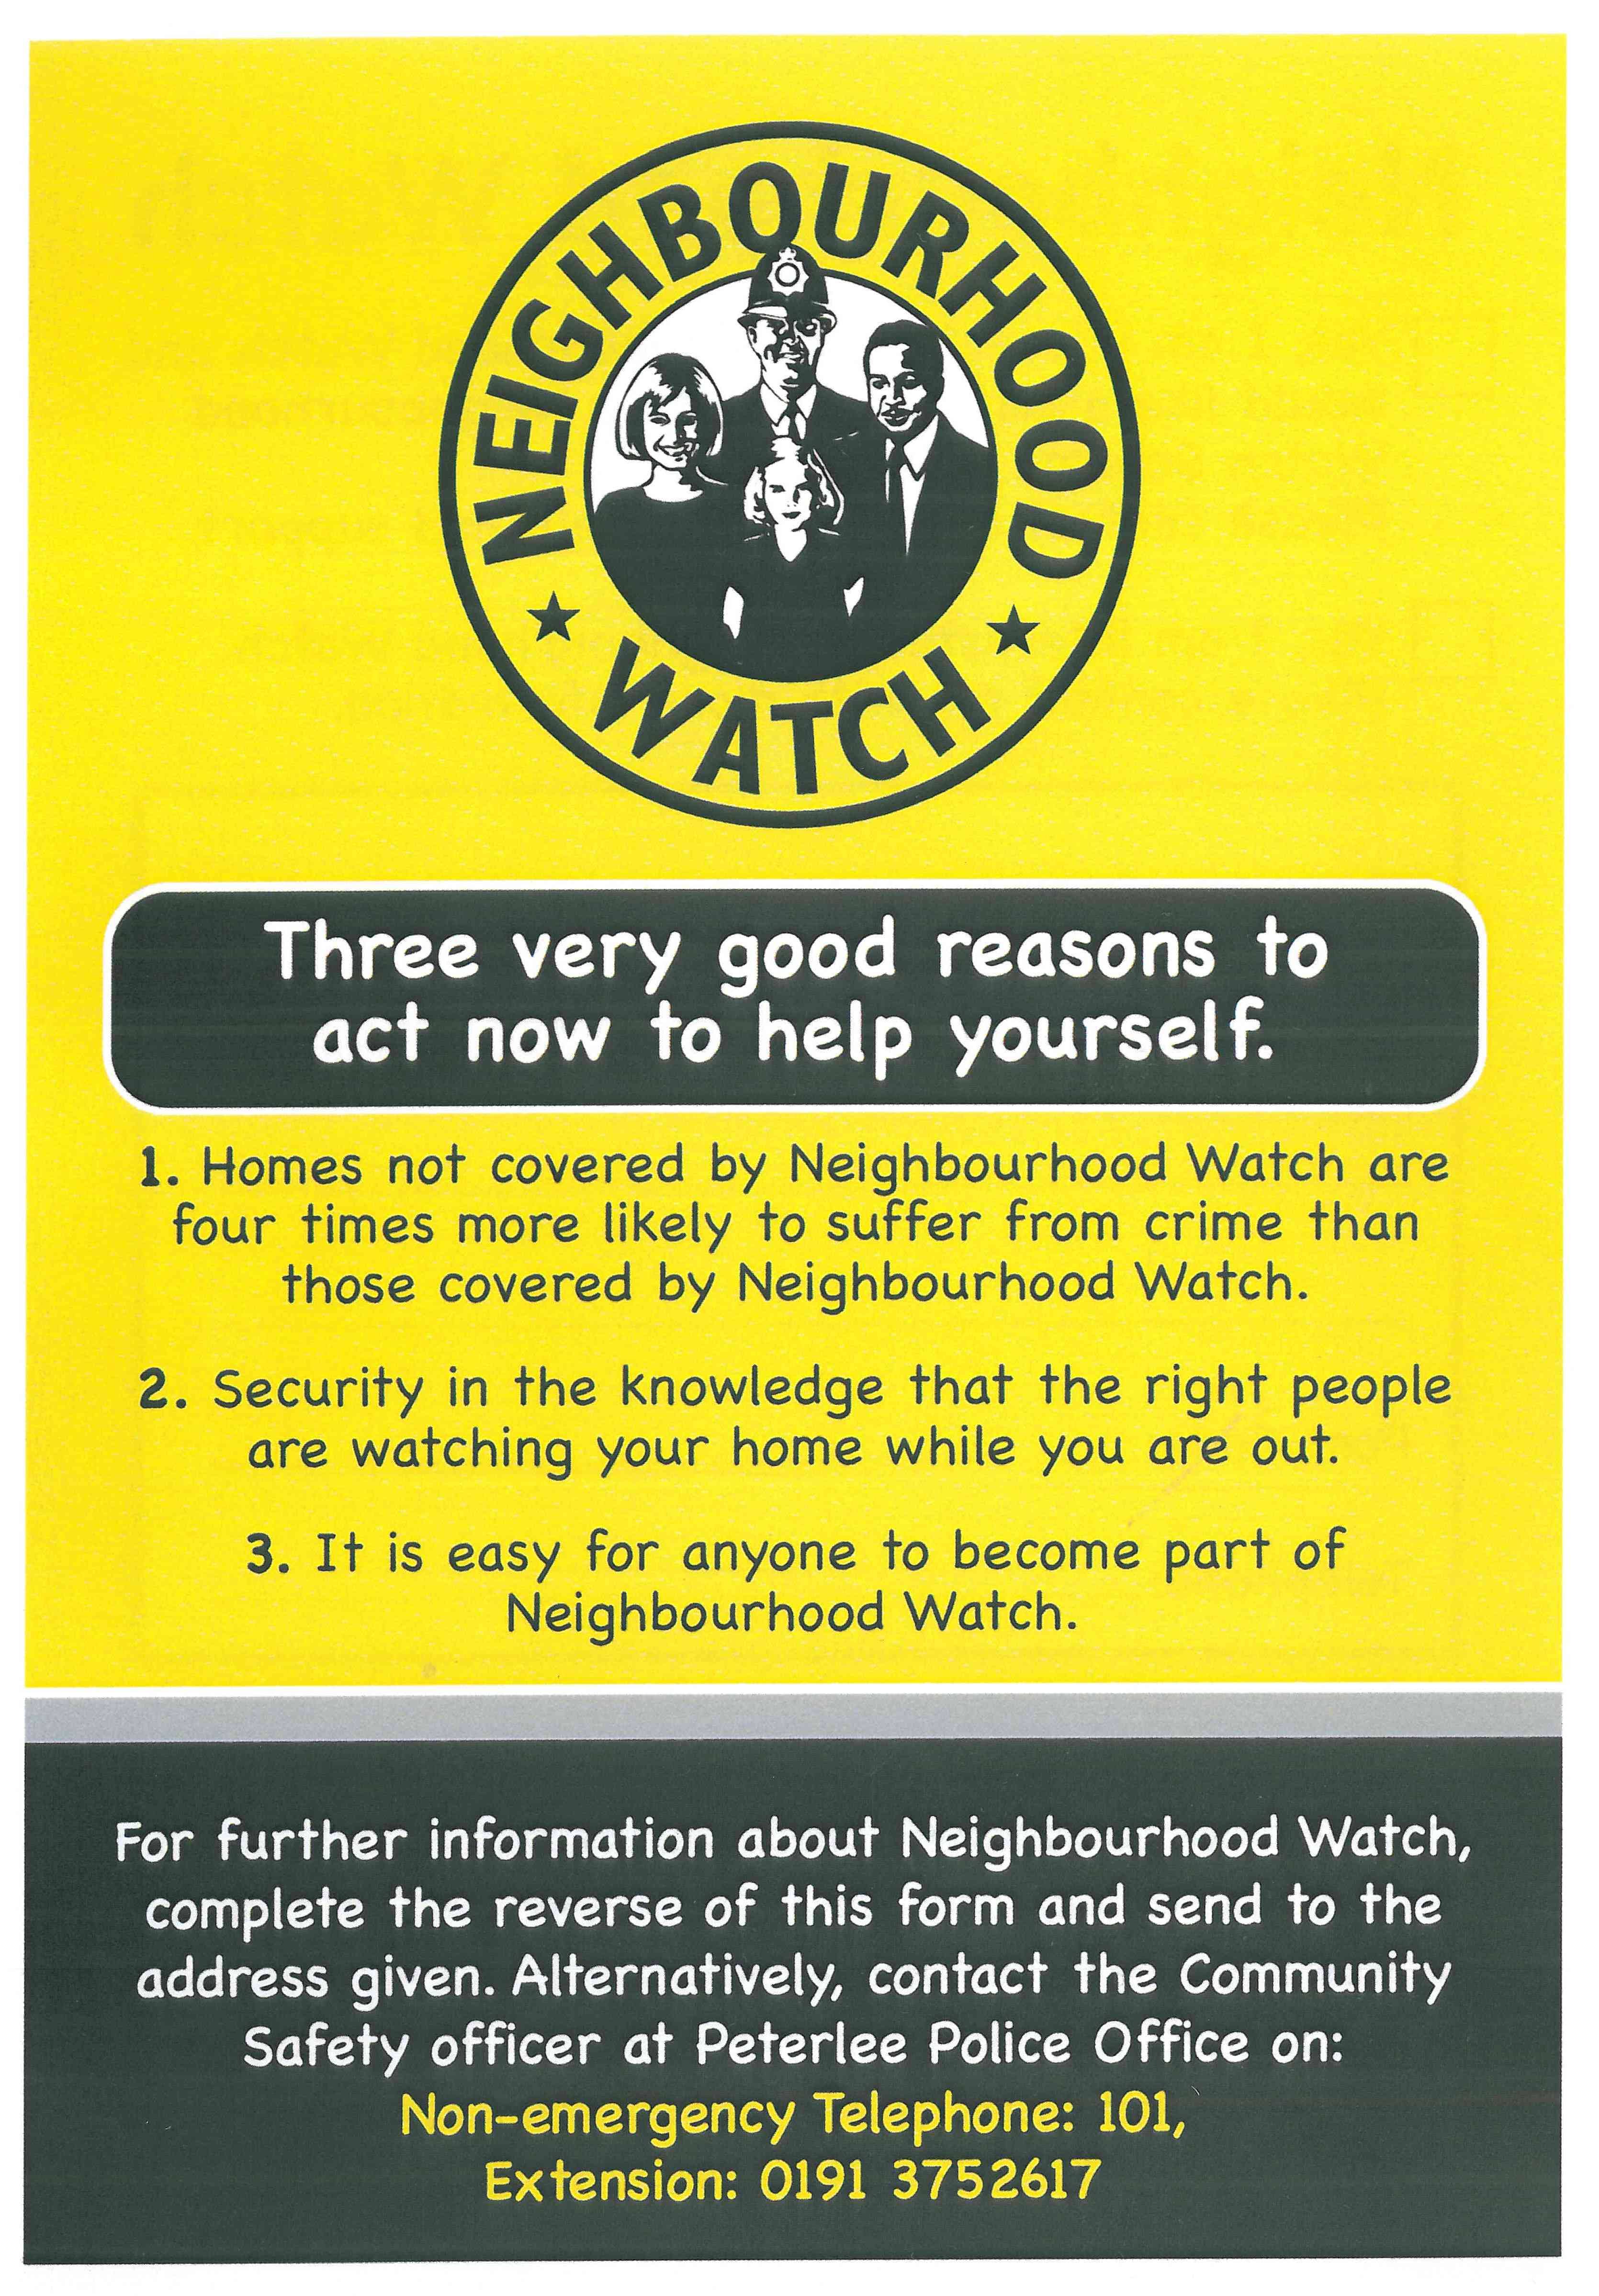 NEIGHBOURHOOD
WATCH
Three very good reasons to
act now to help yourself.
1. Homes not covered by Neighbourhood Watch are
four times more likely to suffer from crime than
those covered by Neighbourhood Watch.
2. Security in the knowledge that the right people
are watching your home while you are out.
3. It is easy for anyone to become part of
Neighbourhood Watch.
For further information about Neighbourhood Watch,
complete the reverse of this form and send to the
address given. Alternatively, contact the Community
Safety officer at Peterlee Police Office on:
Non-emergency Telephone: 101,
Extension: 0191 3752617